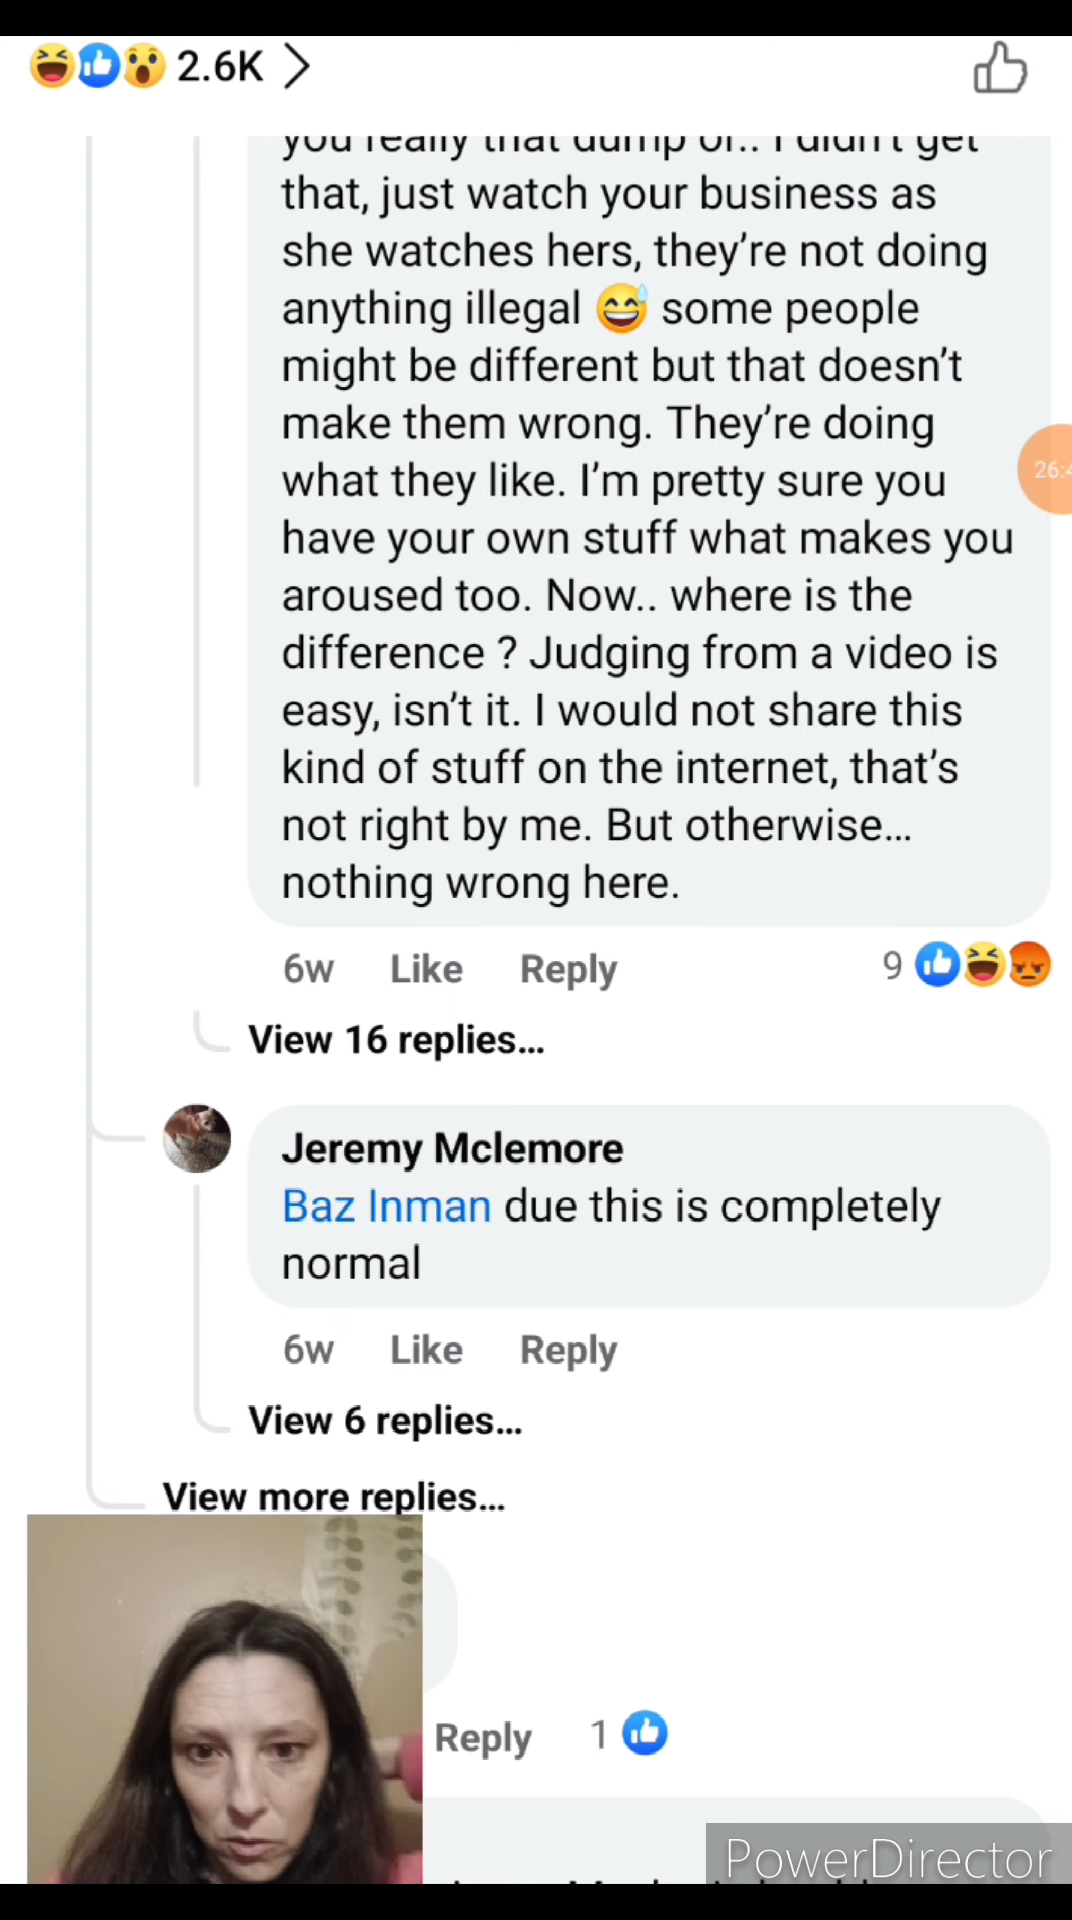 2.6K
you really that dump or.. I didn't get
that, just watch your business as
she watches hers, they're not doing
anything illegal 😅 some people
might be different but that doesn't
make them wrong. They're doing
what they like. I'm pretty sure you
have your own stuff what makes you
aroused too. Now.. where is the
difference ? Judging from a video is
easy, isn't it. I would not share this
kind of stuff on the internet, that's
not right by me. But otherwise...
nothing wrong here.
6w Like Reply 9
View 16 replies...
Jeremy Mclemore
Baz Inman due this is completely
normal
6w Like Reply
View 6 replies...
View more replies...
Reply 1
PowerDirector